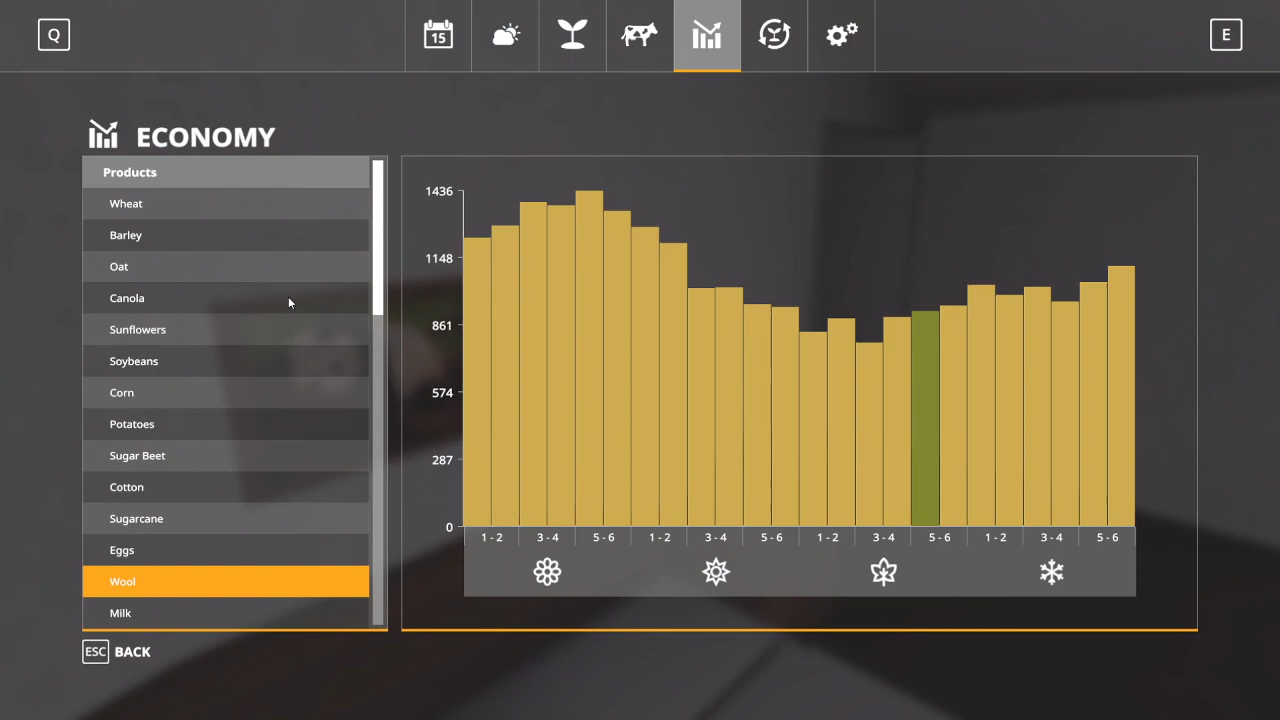 Q
15
E
ECONOMY
Products
Wheat
Barley
Oat
Canola
Sunflowers
Soybeans
Corn
Potatoes
Sugar Beet
Cotton
Sugarcane
Eggs
Wool
Milk
1436
1148
861
574
287
0
1 - 2 3 - 4 5 - 6 1 - 2 3 - 4 5 - 6 1 - 2 3 - 4 5 - 6 1 - 2 3 - 4 5 - 6
ESC BACK